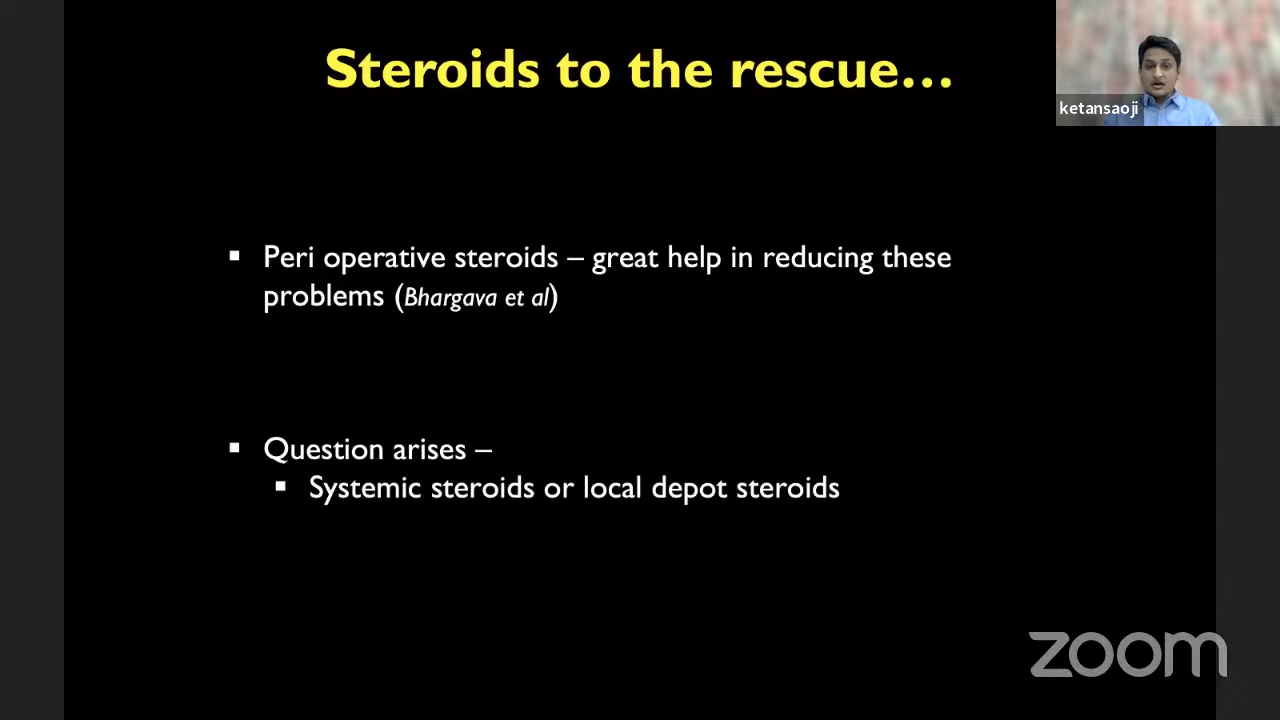 Steroids to the rescue...
ketansaoji
▪ Peri operative steroids – great help in reducing these
problems (Bhargava et al)
▪ Question arises –
▪ Systemic steroids or local depot steroids
zoom